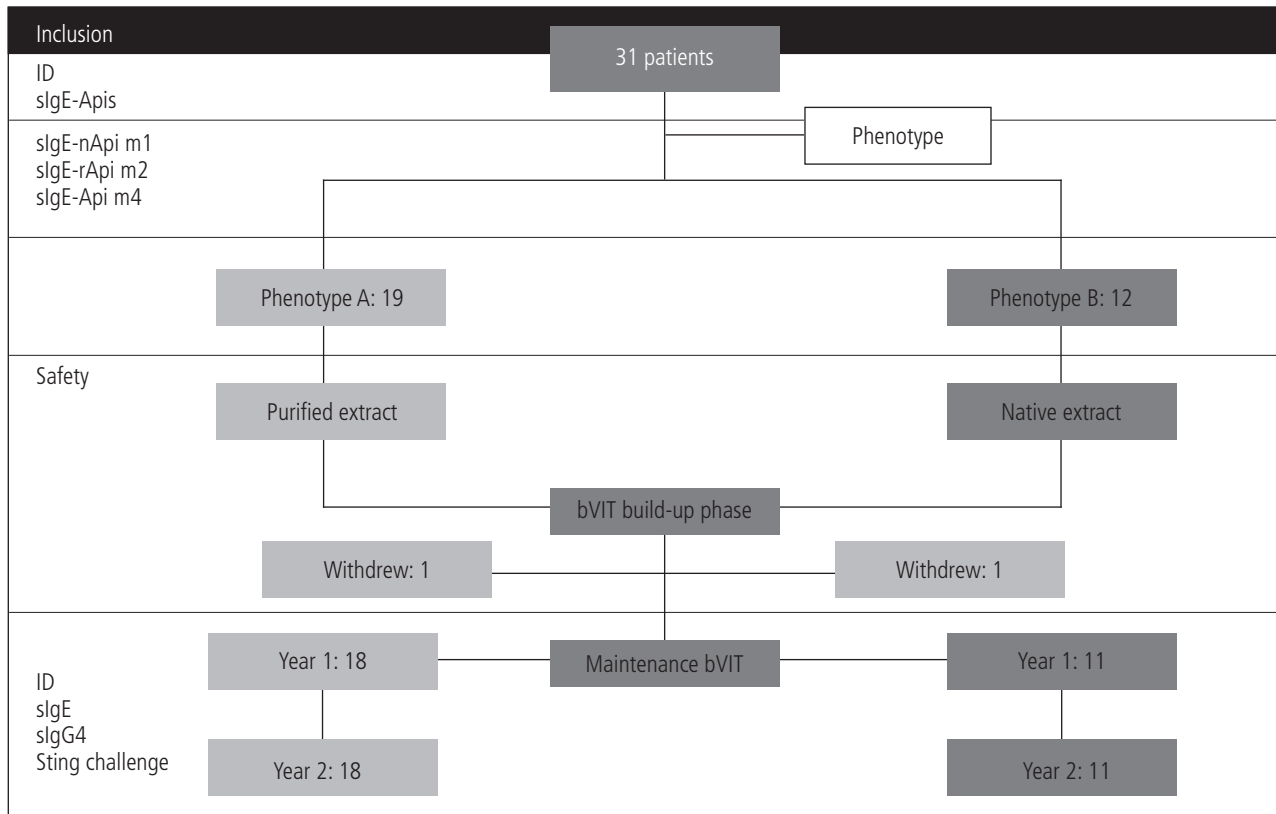 Inclusion
31 patients
ID
sIgE-Apis
Phenotype
sIgE-nApi m1
sIgE-rApi m2
sIgE-Api m4
Phenotype A: 19
Phenotype B: 12
Safety
Purified extract
Native extract
bVIT build-up phase
Withdrew: 1
Withdrew: 1
Year 1: 18
Maintenance bVIT
Year 1: 11
ID
sIgE
sIgG4
Sting challenge
Year 2: 18
Year 2: 11